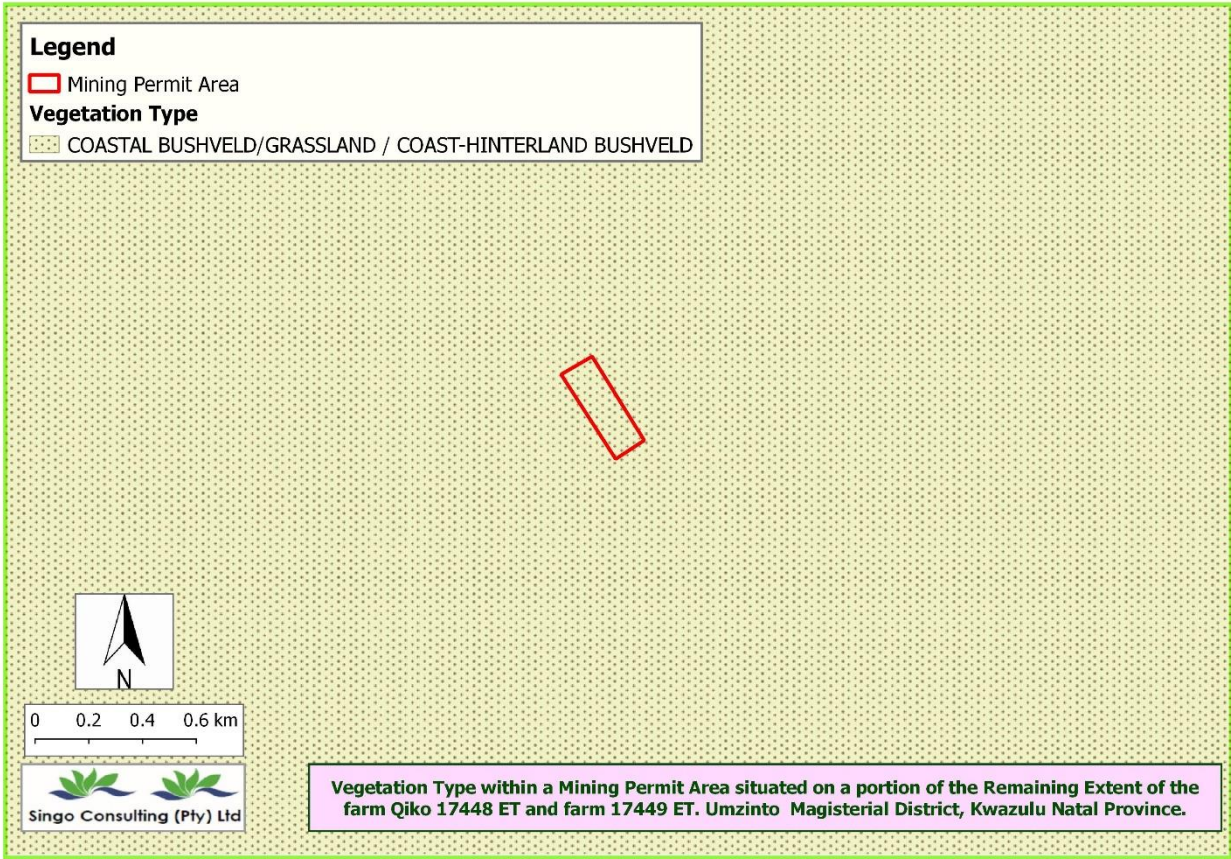 Legend
Mining Permit Area
Vegetation Type
COASTAL BUSHVELD/GRASSLAND / COAST-HINTERLAND BUSHVELD
N
0 0.2 0.4 0.6 km
Singo Consulting (Pty) Ltd
Vegetation Type within a Mining Permit Area situated on a portion of the Remaining Extent of the
farm Qiko 17448 ET and farm 17449 ET. Umzinto Magisterial District, Kwazulu Natal Province.